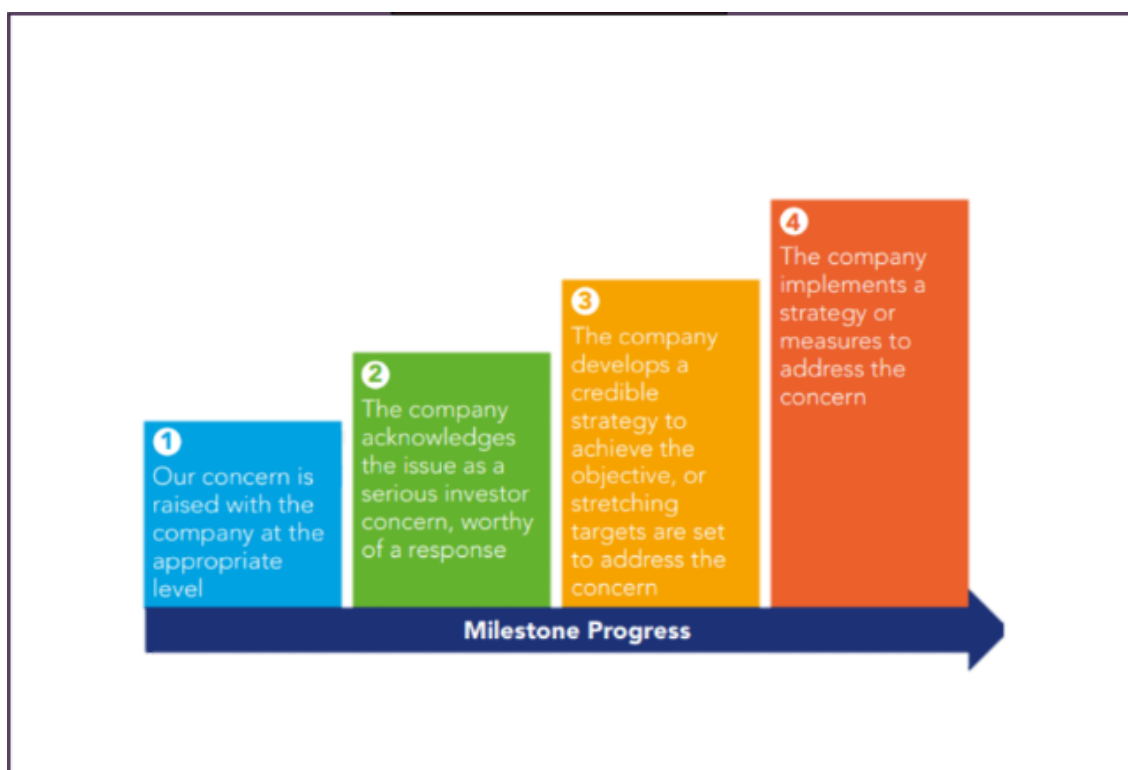 1
Our concern is
raised with the
company at the
appropriate
level
2
The company
acknowledges
the issue as a
serious investor
concern, worthy
of a response
3
The company
develops a
credible
strategy to
achieve the
objective, or
stretching
targets are set
to address the
concern
4
The company
implements a
strategy or
measures to
address the
concern
Milestone Progress